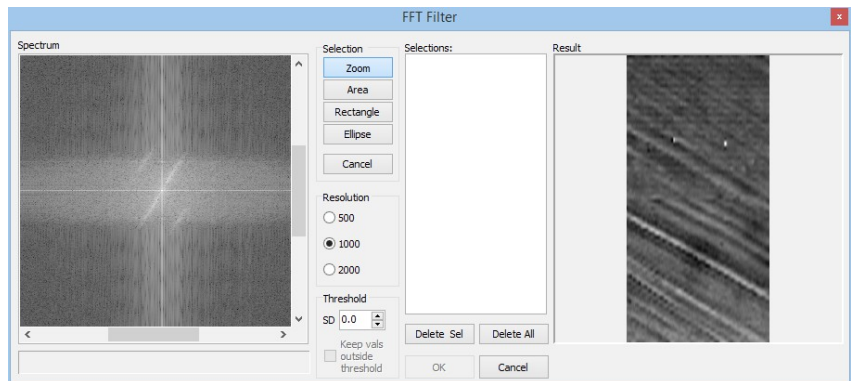 FFT Filter
x
Spectrum
Selection
Zoom
Area
Rectangle
Ellipse
Cancel
Resolution
500
1000
2000
Threshold
SD 0.0
Keep vals
outside
threshold
Selections:
Delete Sel Delete All
OK Cancel
Result